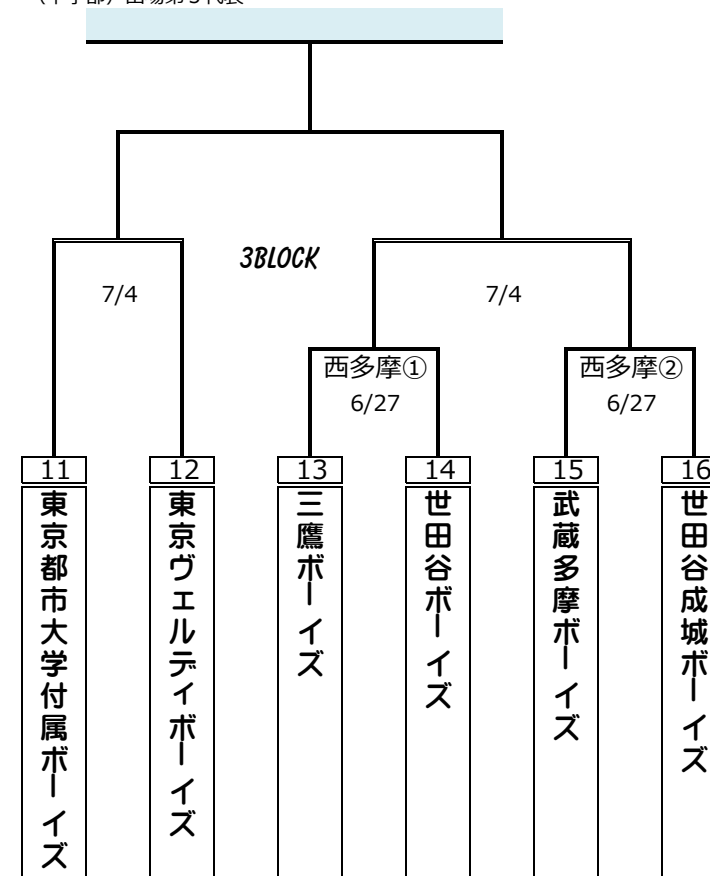 3BLOCK
7/4
7/4
西多摩①
6/27
西多摩②
6/27
11
12
13
14
15
16
東京都市大学付属ボーイズ
東京ヴェルディボーイズ
三鷹ボーイズ
世田谷ボーイズ
武蔵多摩ボーイズ
世田谷成城ボーイズ